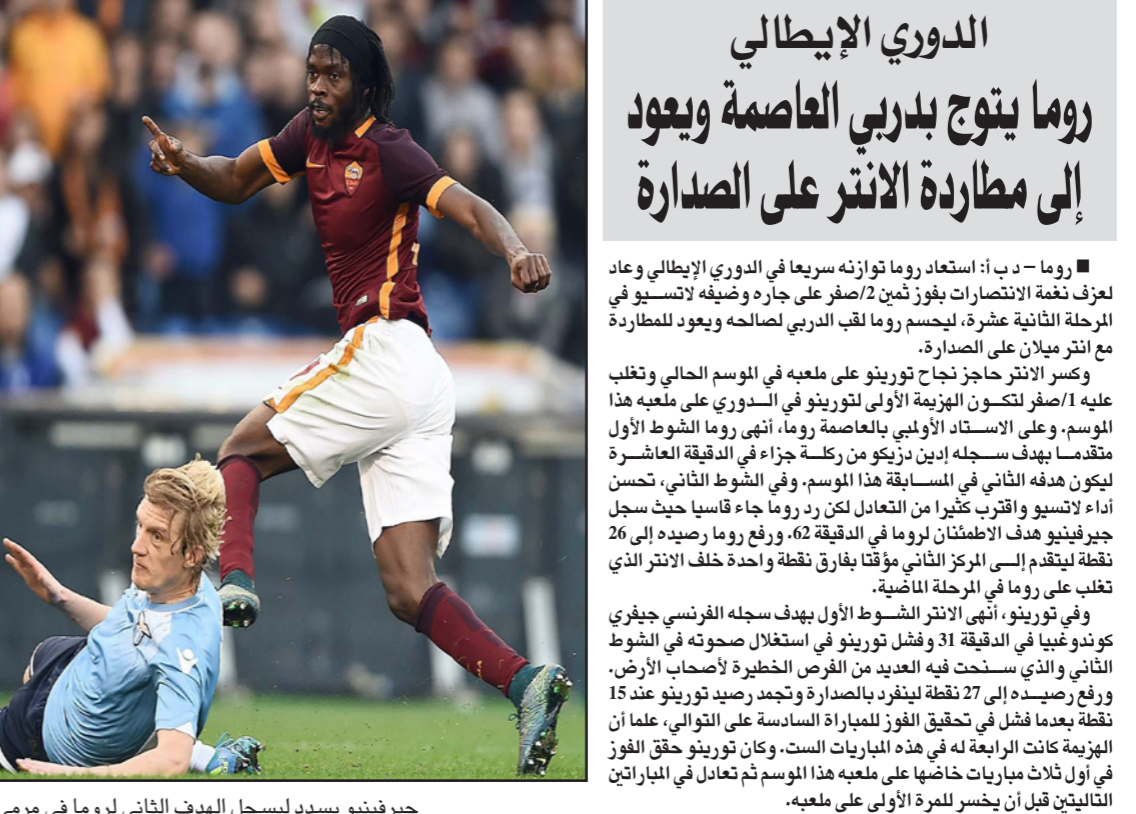 الدوري الإيطالي
روما يتوج بدربي العاصمة ويعود
إلى مطاردة الانتر على الصدارة
■ روما – د ب أ: استعاد روما توازنه سريعا في الدوري الإيطالي وعاد
لعزف نغمة الانتصارات بفوز ثمين 2/صفر على جاره وضيفه لاتسيو في
المرحلة الثانية عشرة، ليحسم روما لقب الدربي لصالحه ويعود للمطاردة
مع انتر ميلان على الصدارة.
وكسر الانتر حاجز نجاح تورينو على ملعبه في الموسم الحالي وتغلب
عليه 1/صفر لتكون الهزيمة الأولى لتورينو في الدوري على ملعبه هذا
الموسم. وعلى الاستاد الأولمبي بالعاصمة روما، أنهى روما الشوط الأول
متقدما بهدف سجله إدين دزيكو من ركلة جزاء في الدقيقة العاشرة
ليكون هدفه الثاني في المسابقة هذا الموسم. وفي الشوط الثاني، تحسن
أداء لاتسيو واقترب كثيرا من التعادل لكن رد روما جاء قاسيا حيث سجل
جيرفينيو هدف الاطمئنان لروما في الدقيقة 62. ورفع روما رصيده إلى 26
نقطة ليتقدم إلى المركز الثاني مؤقتا بفارق نقطة واحدة خلف الانتر الذي
تغلب على روما في المرحلة الماضية.
وفي تورينو، أنهى الانتر الشوط الأول بهدف سجله الفرنسي جيفري
كوندوغبيا في الدقيقة 31 وفشل تورينو في استغلال صحوته في الشوط
الثاني والذي سنحت فيه العديد من الفرص الخطيرة لأصحاب الأرض.
ورفع رصيده إلى 27 نقطة لينفرد بالصدارة وتجمد رصيد تورينو عند 15
نقطة بعدما فشل في تحقيق الفوز للمباراة السادسة على التوالي، علما أن
الهزيمة كانت الرابعة له في هذه المباريات الست. وكان تورينو حقق الفوز
في أول ثلاث مباريات خاضها على ملعبه هذا الموسم ثم تعادل في المباراتين
التاليتين قبل أن يخسر للمرة الأولى على ملعبه.
جيرفينيو يسدد ليسجل الهدف الثاني لروما في مرمى